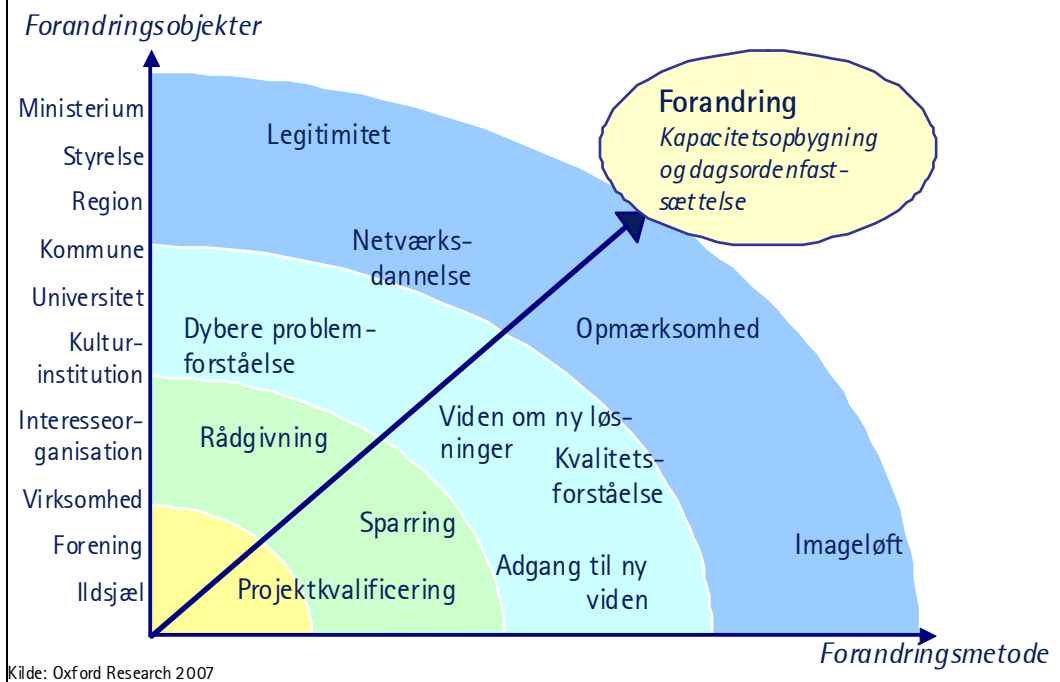 Forandringsobjekter
Ministerium
Styrelse
Region
Kommune
Universitet
Kultur-
institution
Interesseor-
ganisation
Virksomhed
Forening
Ildsjæl
Legitimitet
Netværks-
dannelse
Opmærksomhed
Imageløft
Dybere problem-
forståelse
Viden om ny løs-
ninger
Kvalitets-
forståelse
Adgang til ny
viden
Rådgivning
Sparring
Projektkvalificering
Forandring
Kapacitetsopbygning
og dagsordenfast-
sættelse
Forandringsmetode
Kilde: Oxford Research 2007